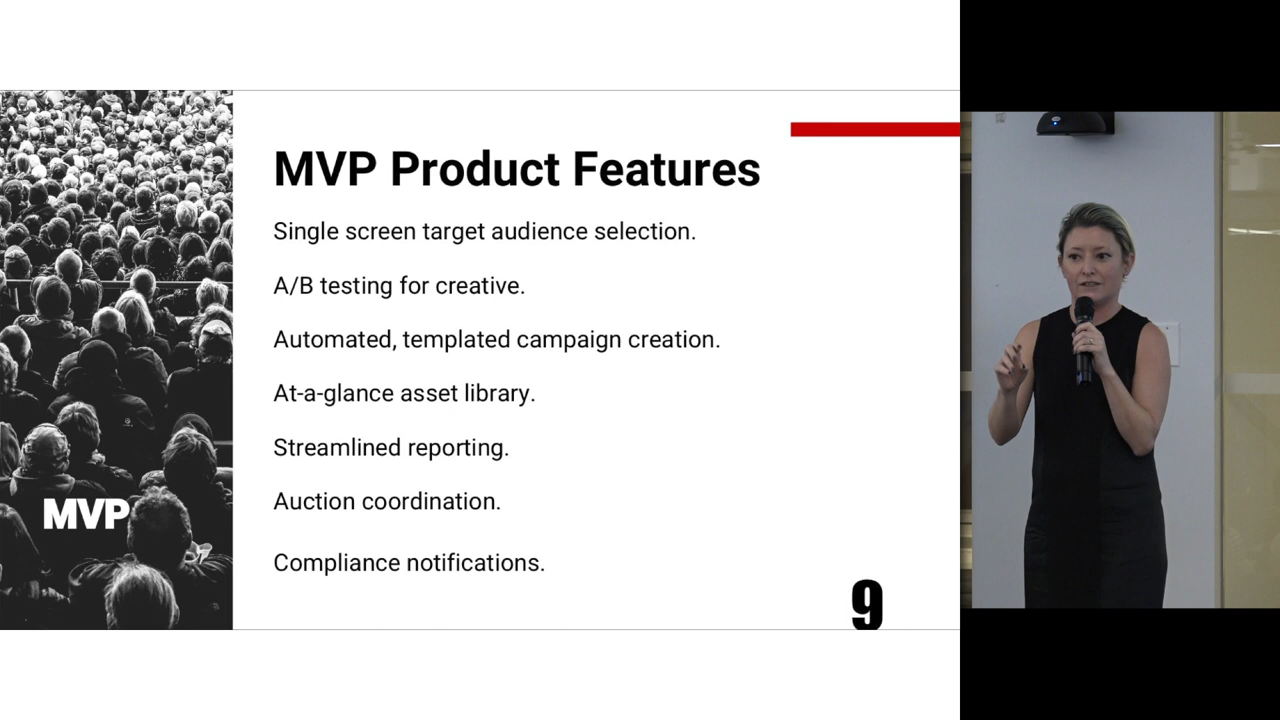 MVP Product Features
Single screen target audience selection.
A/B testing for creative.
Automated, templated campaign creation.
At-a-glance asset library.
Streamlined reporting.
Auction coordination.
Compliance notifications.
MVP
9